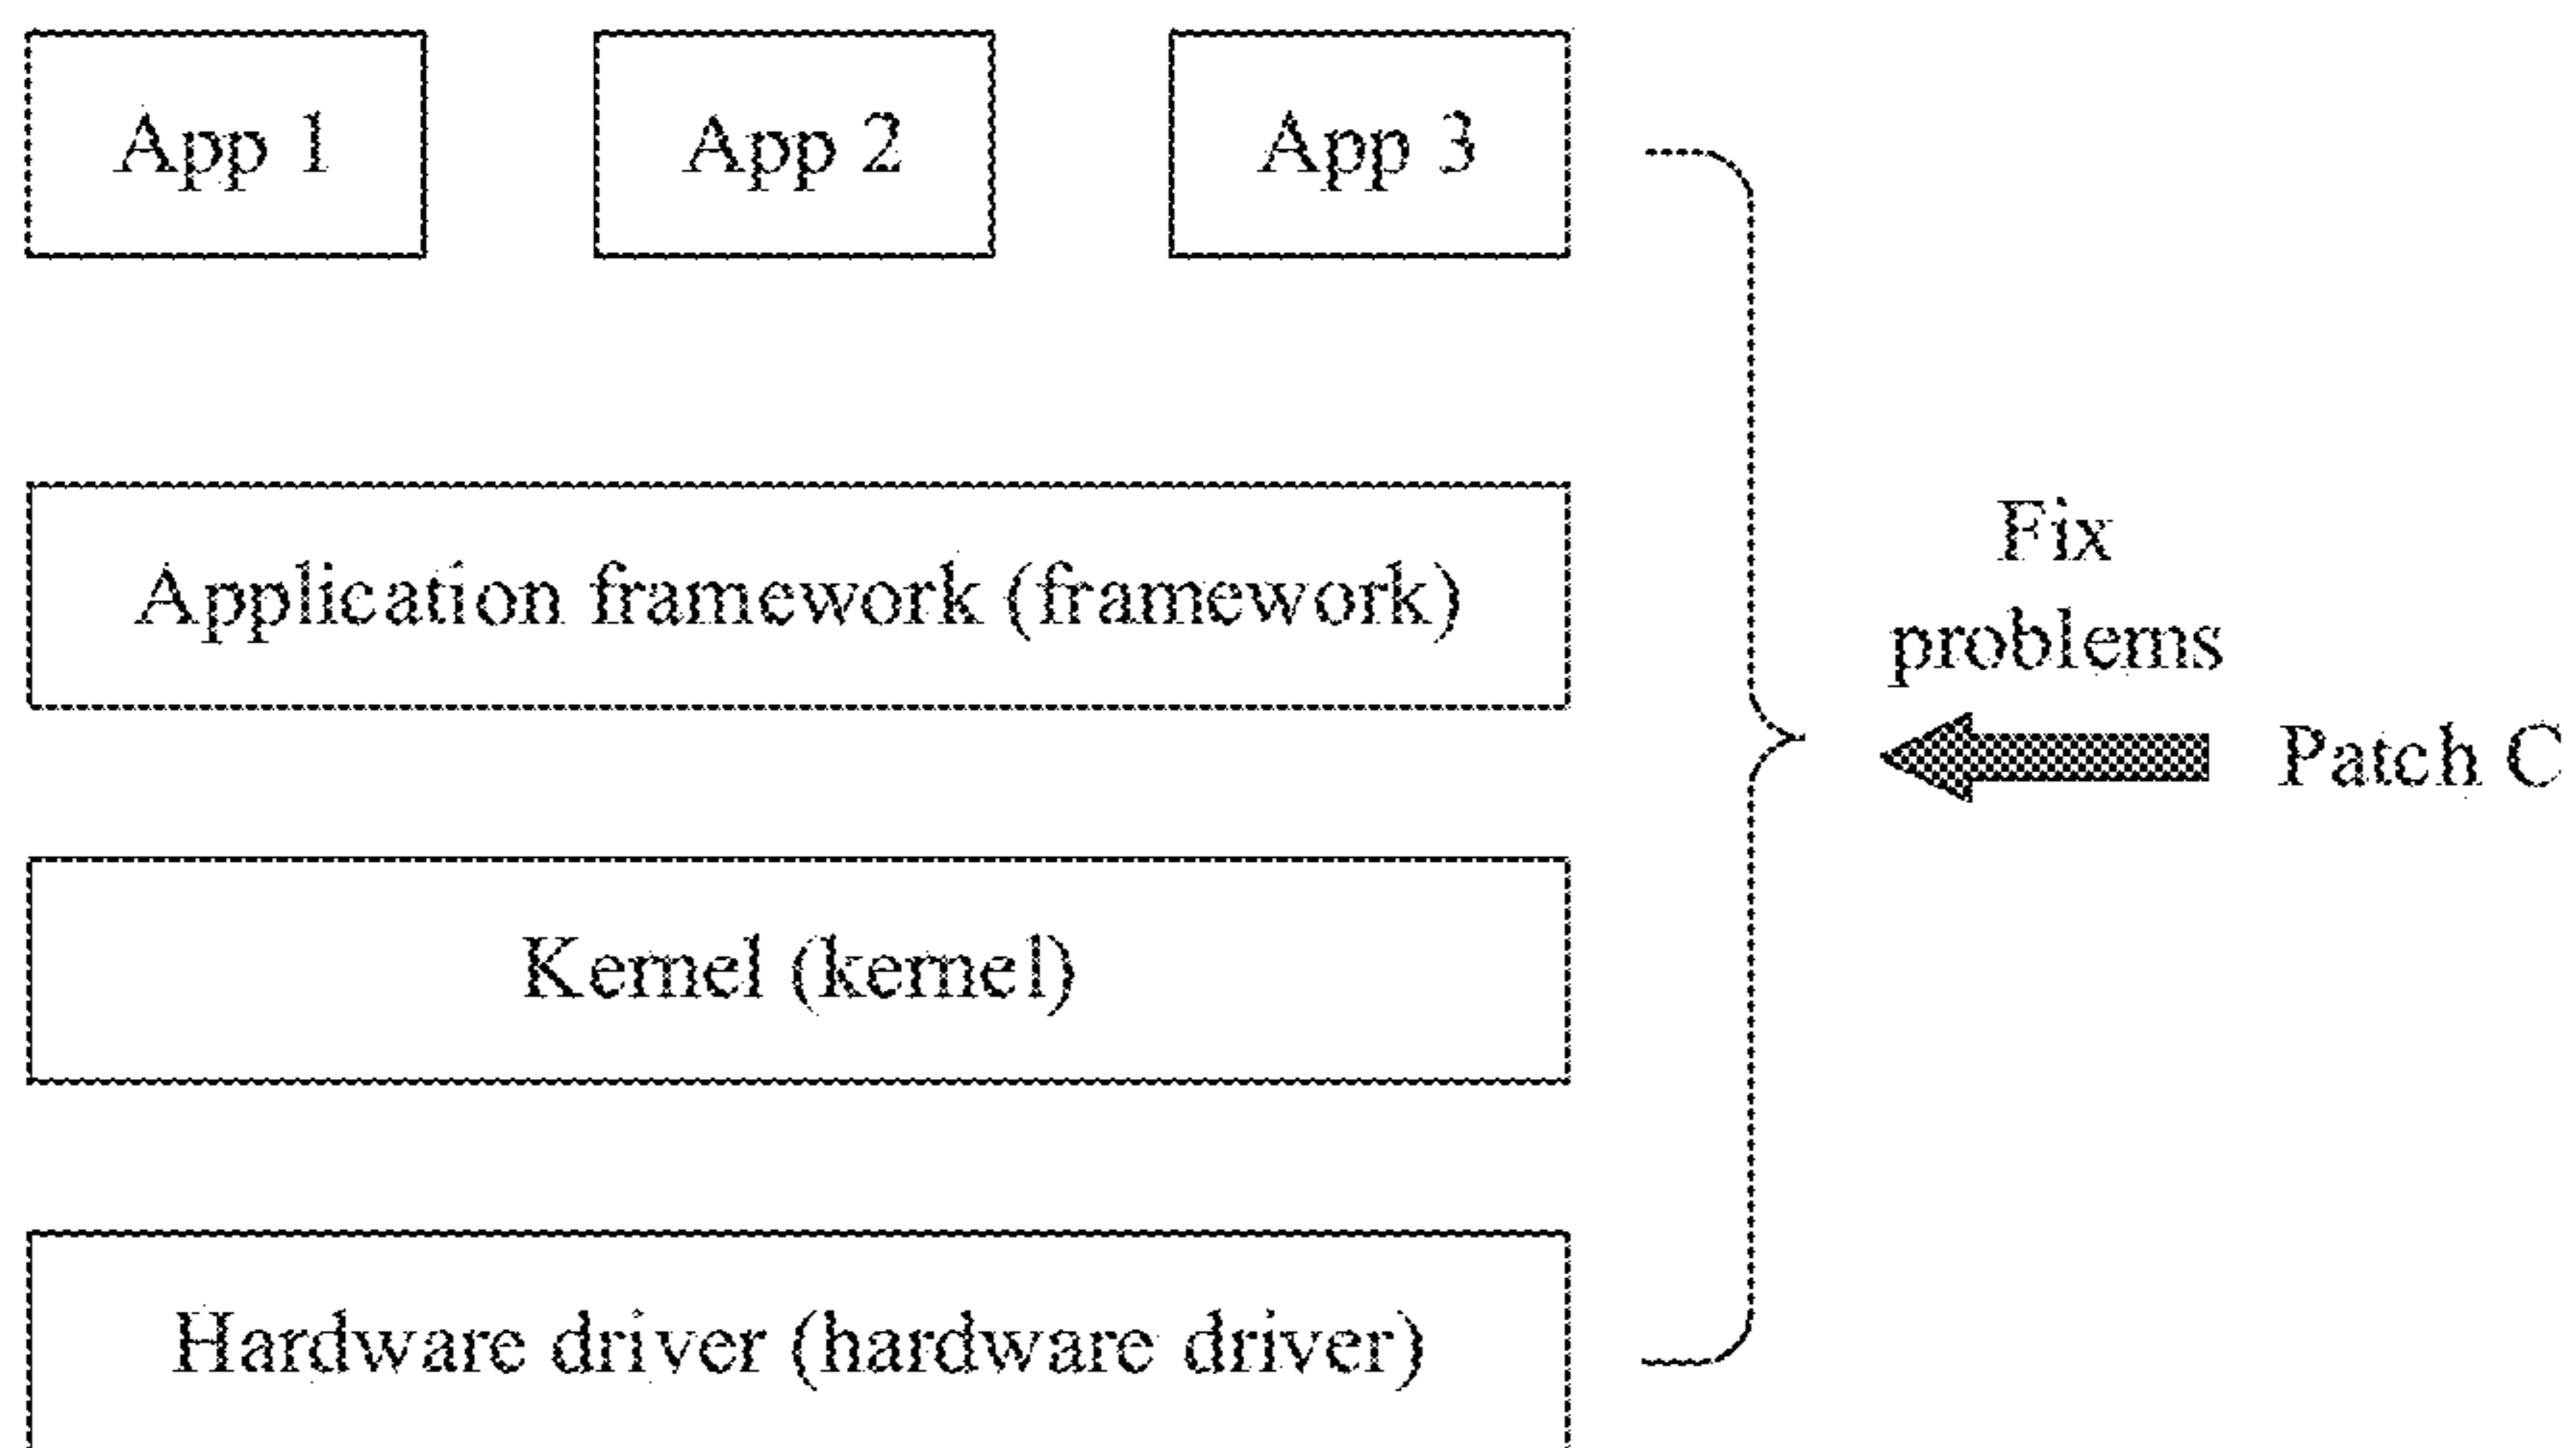 App 1
App 2
App 3
Application framework (framework)
Fix
problems
Patch C
Kernel (kernel)
Hardware driver (hardware driver)